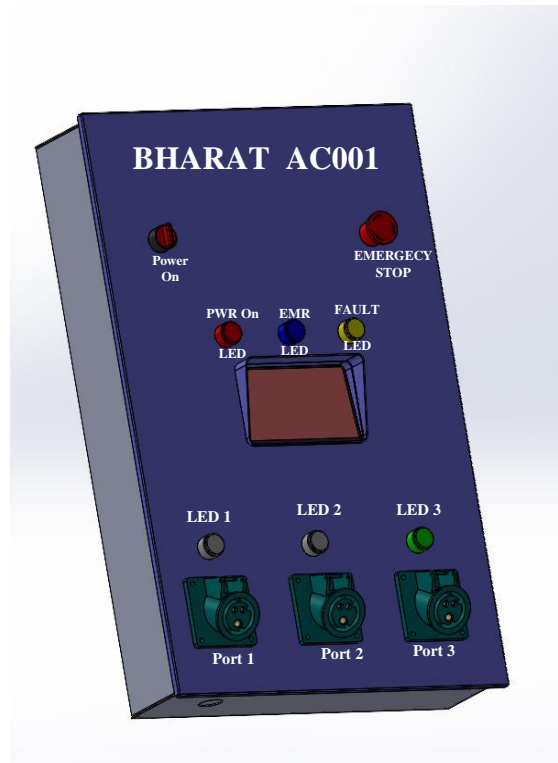 BHARAT AC001
Power
On
EMERGECY
STOP
PWR On
LED
EMR
LED
FAULT
LED
LED 1
LED 2
LED 3
Port 1
Port 2
Port 3